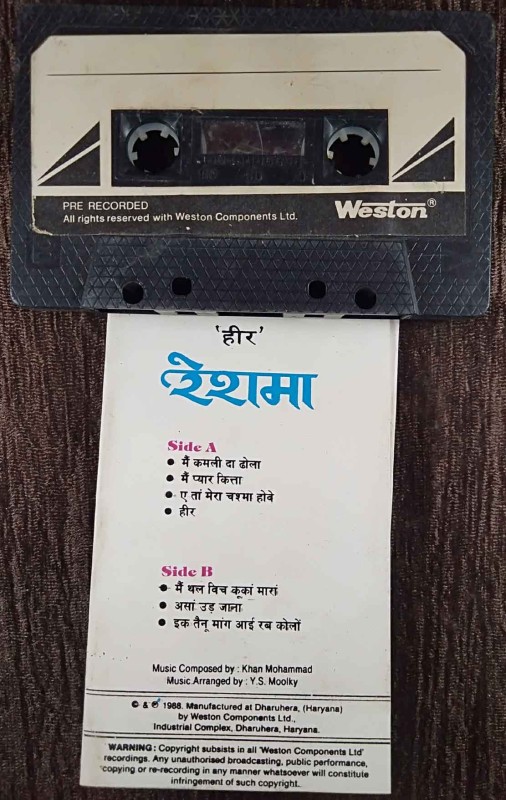 PRE RECORDED
All rights reserved with Weston Components Ltd.
Weston®
'हीर'
रेशमा
Side A
• मैं कमली दा ढोला
• मैं प्यार कित्ता
• ए तां मेरा चश्मा होवे
• हीर
Side B
• मैं थल विच कूकां मारां
• असां उड़ जाना
• इक तैनू मांग आई रब कोलों
Music Composed by : Khan Mohammad
Music Arranged by : Y.S. Moolky
© & ℗ 1988. Manufactured at Dharuhera, (Haryana)
by Weston Components Ltd.,
Industrial Complex, Dharuhera, Haryana.
WARNING : Copyright subsists in all 'Weston Components Ltd'
recordings. Any unauthorised broadcasting, public performance,
copying or re-recording in any manner whatsoever will constitute
infringement of such copyright.